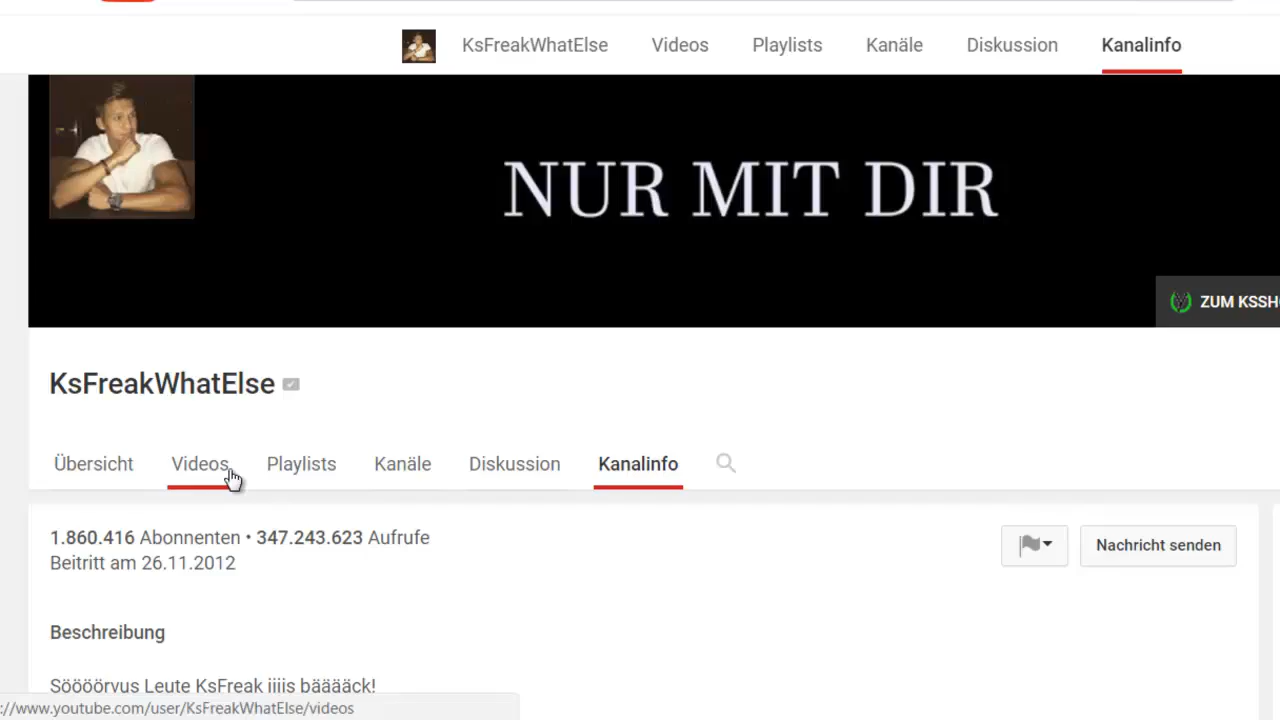 KsFreakWhatElse Videos Playlists Kanäle Diskussion Kanalinfo
NUR MIT DIR
ZUM KSSH
KsFreakWhatElse
Übersicht Videos Playlists Kanäle Diskussion Kanalinfo
1.860.416 Abonnenten • 347.243.623 Aufrufe
Beitritt am 26.11.2012
Nachricht senden
Beschreibung
Söööörvus Leute KsFreak iiiis bääääck!
://www.youtube.com/user/KsFreakWhatElse/videos